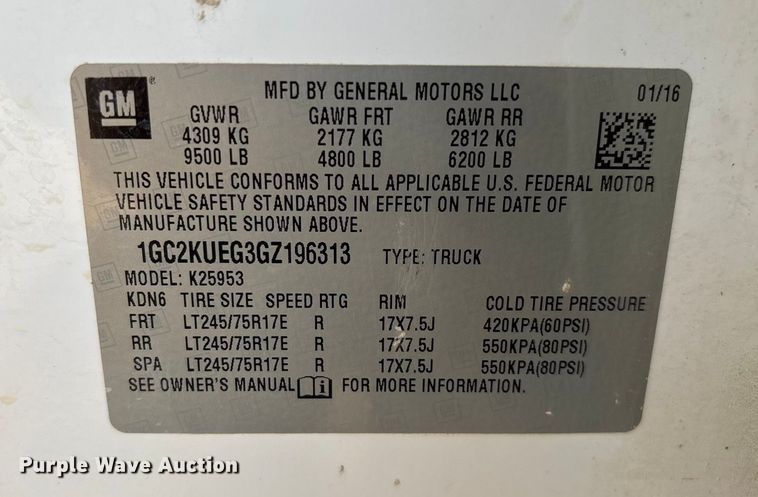 GM
MFD BY GENERAL MOTORS LLC 01/16
GVWR GAWR FRT GAWR RR
4309 KG 2177 KG 2812 KG
9500 LB 4800 LB 6200 LB
THIS VEHICLE CONFORMS TO ALL APPLICABLE U.S. FEDERAL MOTOR
VEHICLE SAFETY STANDARDS IN EFFECT ON THE DATE OF
MANUFACTURE SHOWN ABOVE.
1GC2KUEG3GZ196313 TYPE: TRUCK
MODEL: K25953
KDN6 TIRE SIZE SPEED RTG RIM COLD TIRE PRESSURE
FRT LT245/75R17E R 17X7.5J 420KPA(60PSI)
RR LT245/75R17E R 17X7.5J 550KPA(80PSI)
SPA LT245/75R17E R 17X7.5J 550KPA(80PSI)
SEE OWNER'S MANUAL FOR MORE INFORMATION.
Purple Wave Auction